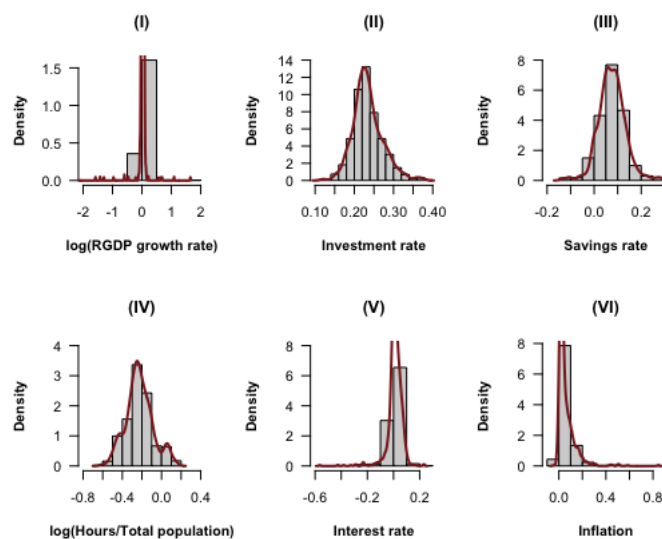 (I)
Density
1.5
1.0
0.5
0.0
-2 -1 0 1 2
log(RGDP growth rate)
(II)
Density
14
12
10
8
6
4
2
0
0.10 0.20 0.30 0.40
Investment rate
(III)
Density
8
6
4
2
0
-0.2 0.0 0.2
Savings rate
(IV)
Density
4
3
2
1
0
-0.8 -0.4 0.0 0.4
log(Hours/Total population)
(V)
Density
8
6
4
2
0
-0.6 -0.2 0.2
Interest rate
(VI)
Density
8
6
4
2
0
0.0 0.4 0.8
Inflation